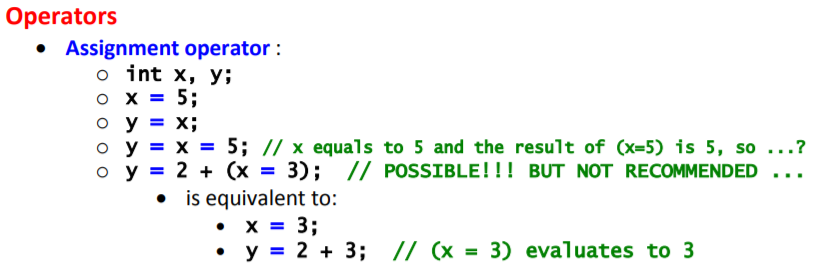 Operators
• Assignment operator :
o int x, y;
o x = 5;
o y = x;
o y = x = 5; // x equals to 5 and the result of (x=5) is 5, so ...?
o y = 2 + (x = 3); // POSSIBLE!!! BUT NOT RECOMMENDED ...
• is equivalent to:
• x = 3;
• y = 2 + 3; // (x = 3) evaluates to 3